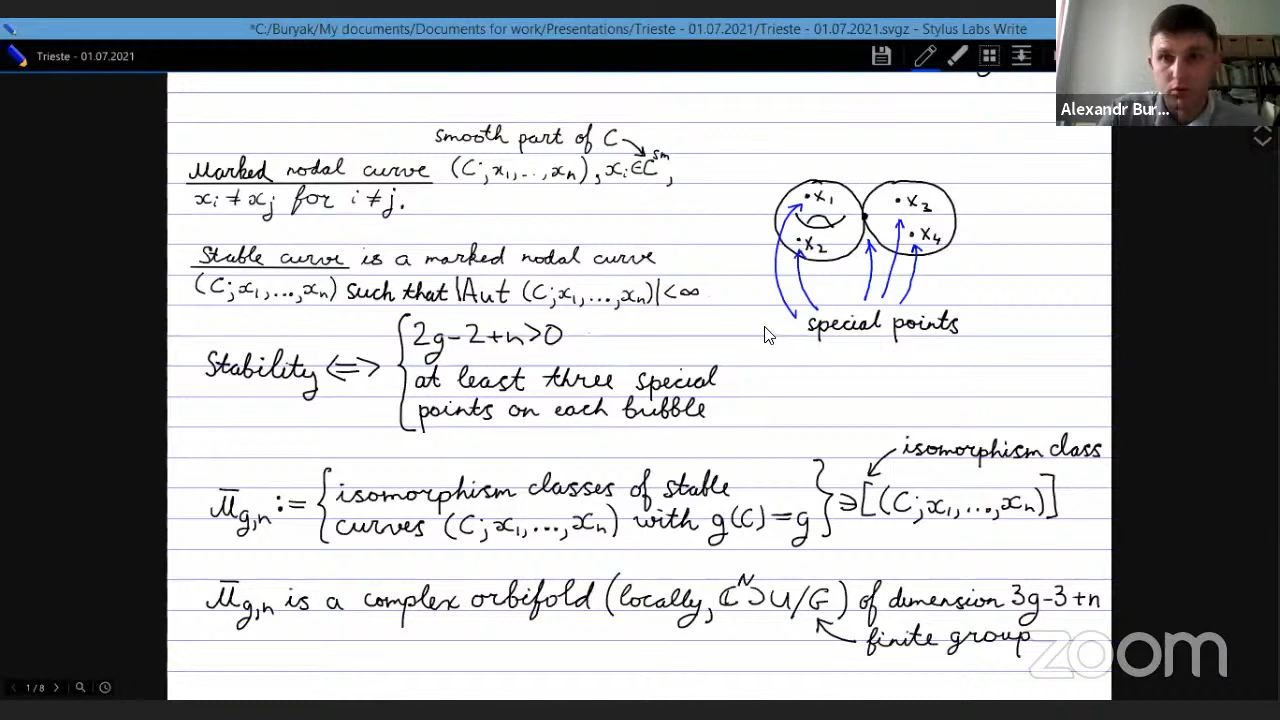 *C:/Buryak/My documents/Documents for work/Presentations/Trieste - 01.07.2021/Trieste - 01.07.2021.svgz - Stylus Labs Write
Trieste - 01.07.2021
Alexandr Bur...
smooth part of C
Marked nodal curve (C; x₁, ..., xₙ), xᵢ ∈ Cˢᵐ,
xᵢ ≠ xⱼ for i ≠ j.
•x₁
•x₂
•x₃
•x₄
special points
Stable curve is a marked nodal curve
(C; x₁, ..., xₙ) such that |Aut (C; x₁, ..., xₙ)| < ∞
Stability ⟺ { 2g-2+n>0
at least three special
points on each bubble
isomorphism class
M̄g,n := { isomorphism classes of stable
curves (C; x₁, ..., xₙ) with g(C)=g } ∋ [(C; x₁, ..., xₙ)]
M̄g,n is a complex orbifold (locally, ℂᴺ ⊃ U/G) of dimension 3g-3+n
finite group
zoom
1/8